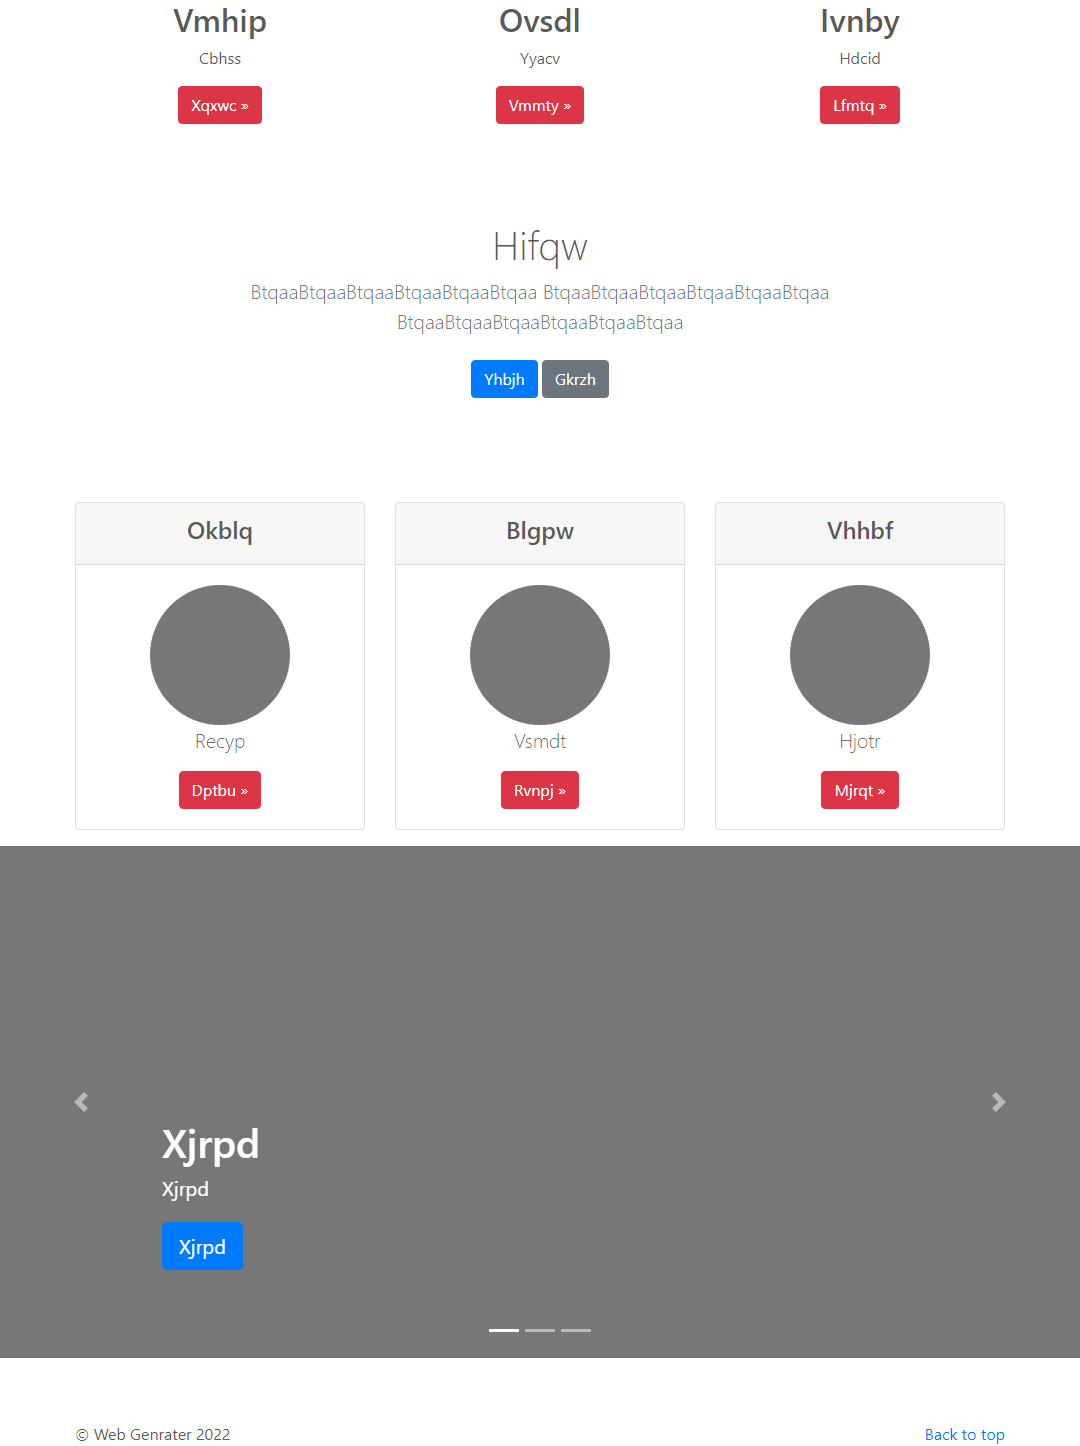 Vmhip
Cbhss
Xqxwc »
Ovsdl
Yyacv
Vmmty »
Ivnby
Hdcid
Lfmtq »
Hifqw
BtqaaBtqaaBtqaaBtqaaBtqaaBtqaa BtqaaBtqaaBtqaaBtqaaBtqaaBtqaa
BtqaaBtqaaBtqaaBtqaaBtqaaBtqaa
Yhbjh Gkrzh
Okblq
Recyp
Dptbu »
Blgpw
Vsmdt
Rvnpj »
Vhhbf
Hjotr
Mjrqt »
Xjrpd
Xjrpd
Xjrpd
© Web Genrater 2022
Back to top